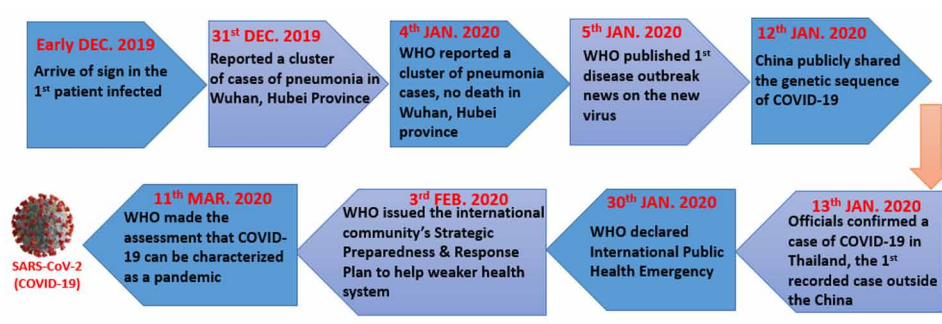 Early DEC. 2019
Arrive of sign in the
1st patient infected
31st DEC. 2019
Reported a cluster
of cases of pneumonia in
Wuhan, Hubei Province
4th JAN. 2020
WHO reported a
cluster of pneumonia
cases, no death in
Wuhan, Hubei
province
5th JAN. 2020
WHO published 1st
disease outbreak
news on the new
virus
12th JAN. 2020
China publicly shared
the genetic sequence
of COVID-19
13th JAN. 2020
Officials confirmed a
case of COVID-19 in
Thailand, the 1st
recorded case outside
the China
30th JAN. 2020
WHO declared
International Public
Health Emergency
3rd FEB. 2020
WHO issued the international
community's Strategic
Preparedness & Response
Plan to help weaker health
system
11th MAR. 2020
WHO made the
assessment that COVID-
19 can be characterized
as a pandemic
SARS-CoV-2
(COVID-19)